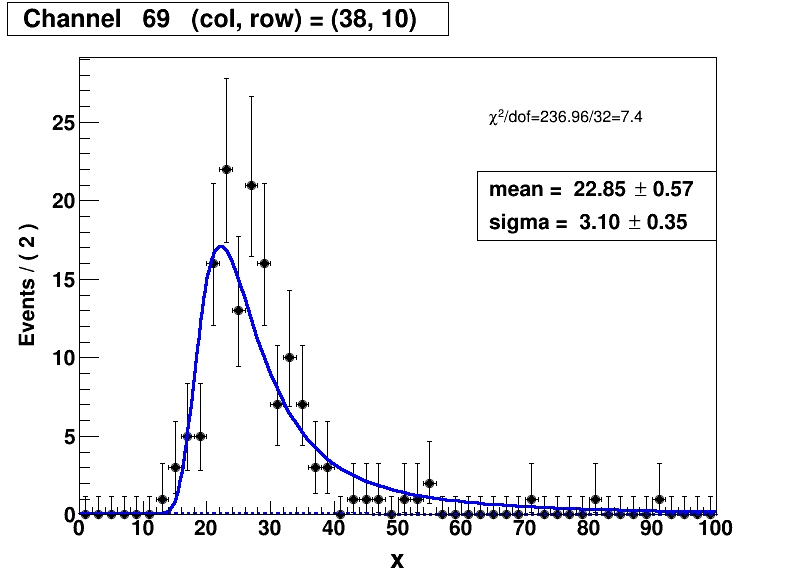 Channel 69 (col, row) = (38, 10)
χ²/dof=236.96/32=7.4
mean = 22.85 ± 0.57
sigma = 3.10 ± 0.35
Events / ( 2 )
25
20
15
10
5
0
0 10 20 30 40 50 60 70 80 90 100
x